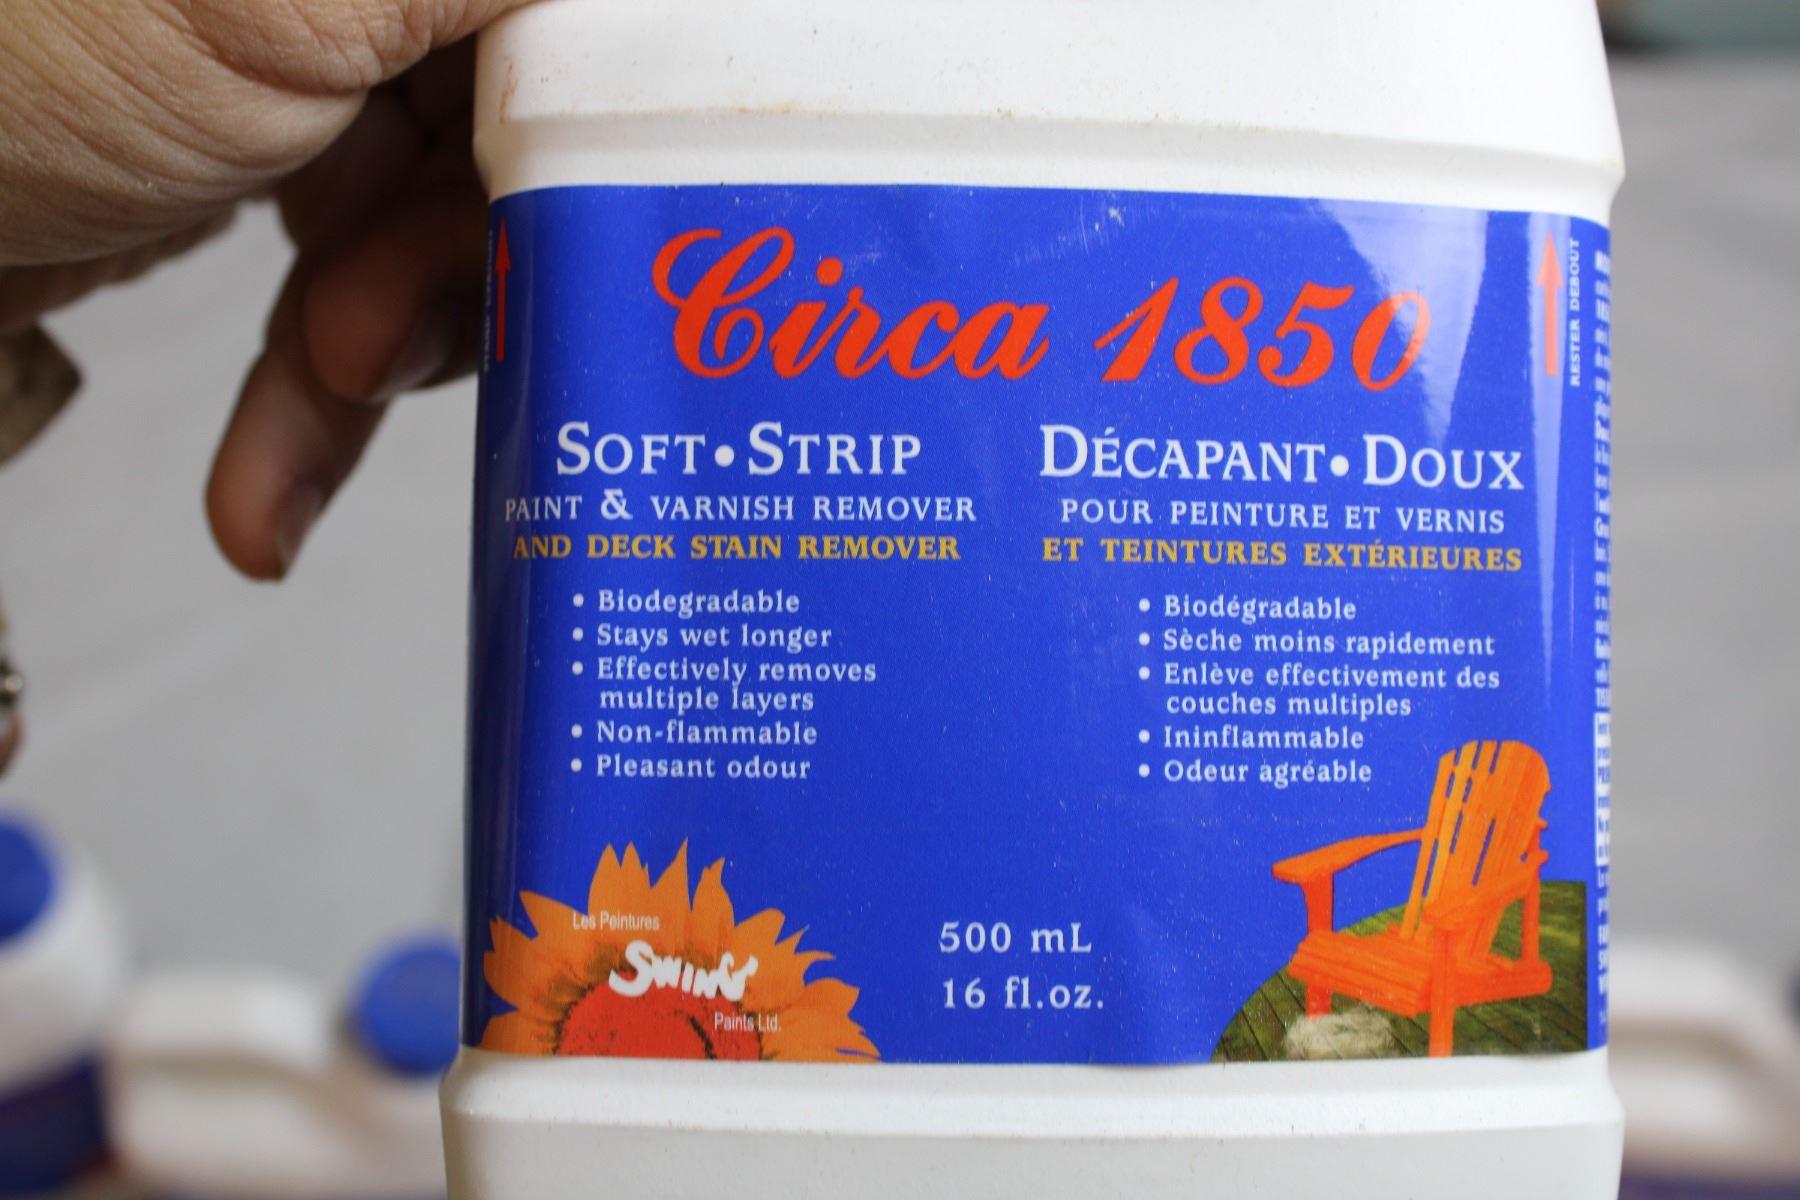 Circa 1850
SOFT•STRIP
PAINT & VARNISH REMOVER
AND DECK STAIN REMOVER
• Biodegradable
• Stays wet longer
• Effectively removes
multiple layers
• Non-flammable
• Pleasant odour
DÉCAPANT•DOUX
POUR PEINTURE ET VERNIS
ET TEINTURES EXTÉRIEURES
• Biodégradable
• Sèche moins rapidement
• Enlève effectivement des
couches multiples
• Ininflammable
• Odeur agréable
RESTER DEBOUT
Les Peintures
SWING
Paints Ltd.
500 mL
16 fl.oz.